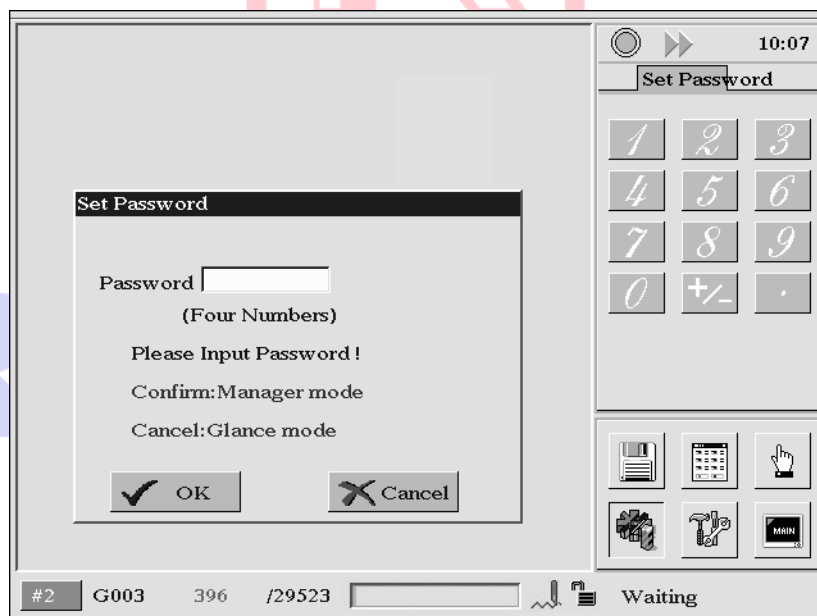 10:07
Set Password
1 2 3
4 5 6
7 8 9
0 +/- .
Set Password
Password
(Four Numbers)
Please Input Password !
Confirm:Manager mode
Cancel:Glance mode
OK Cancel
MAIN
#2 G003 396 /29523 Waiting